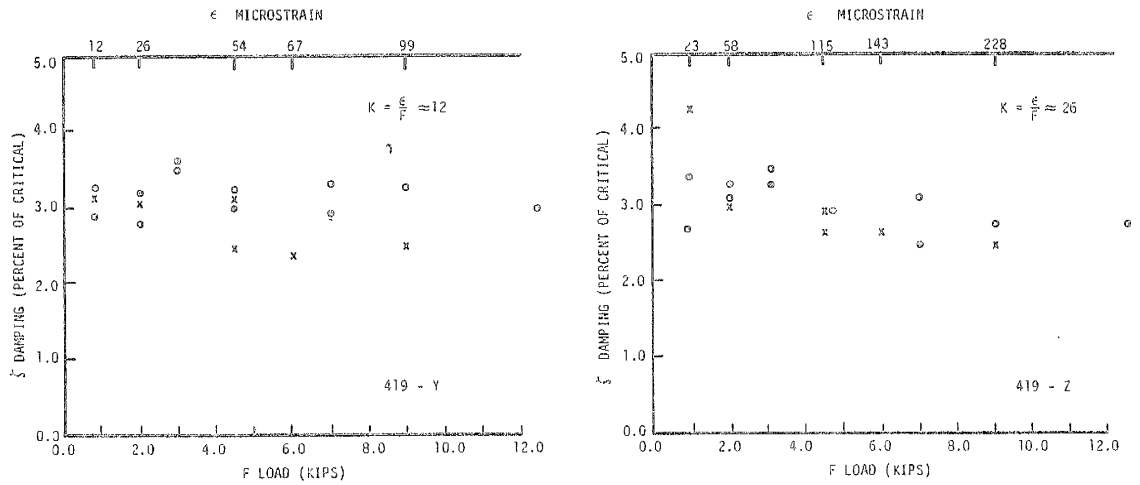 ϵ MICROSTRAIN
12 26 54 67 99
5.0
4.0
3.0
2.0
1.0
0.0
ζ DAMPING (PERCENT OF CRITICAL)
K = ϵ/F ≈ 12
419 - Y
0.0 2.0 4.0 6.0 8.0 10.0 12.0
F LOAD (KIPS)
ϵ MICROSTRAIN
23 58 115 143 228
5.0
4.0
3.0
2.0
1.0
0.0
ζ DAMPING (PERCENT OF CRITICAL)
K = ϵ/F ≈ 26
419 - Z
0.0 2.0 4.0 6.0 8.0 10.0 12.0
F LOAD (KIPS)